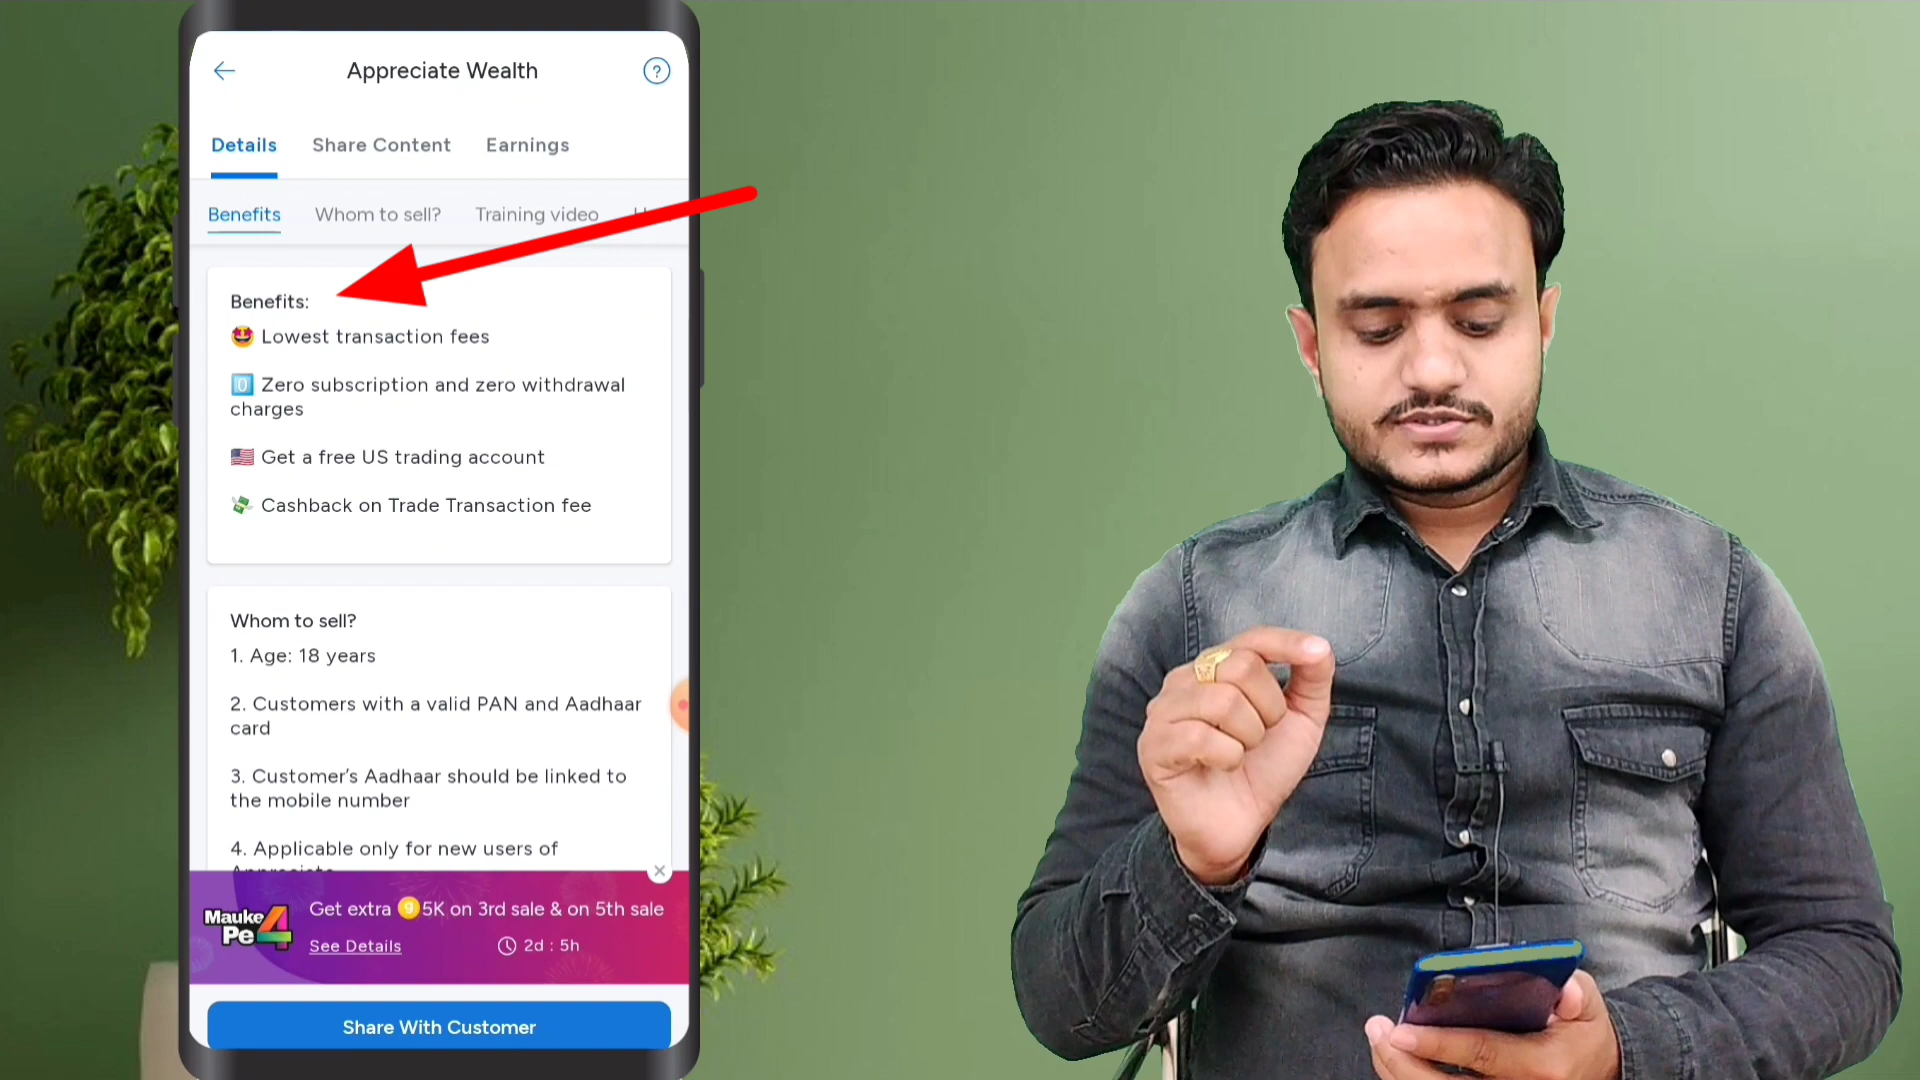 Appreciate Wealth
?
Details Share Content Earnings
Benefits Whom to sell? Training video
Benefits:
🤩 Lowest transaction fees
0️⃣ Zero subscription and zero withdrawal
charges
🇺🇸 Get a free US trading account
💸 Cashback on Trade Transaction fee
Whom to sell?
1. Age: 18 years
2. Customers with a valid PAN and Aadhaar
card
3. Customer's Aadhaar should be linked to
the mobile number
4. Applicable only for new users of
Mauke
Pe 4
Get extra 5K on 3rd sale & on 5th sale
See Details 2d : 5h
Share With Customer